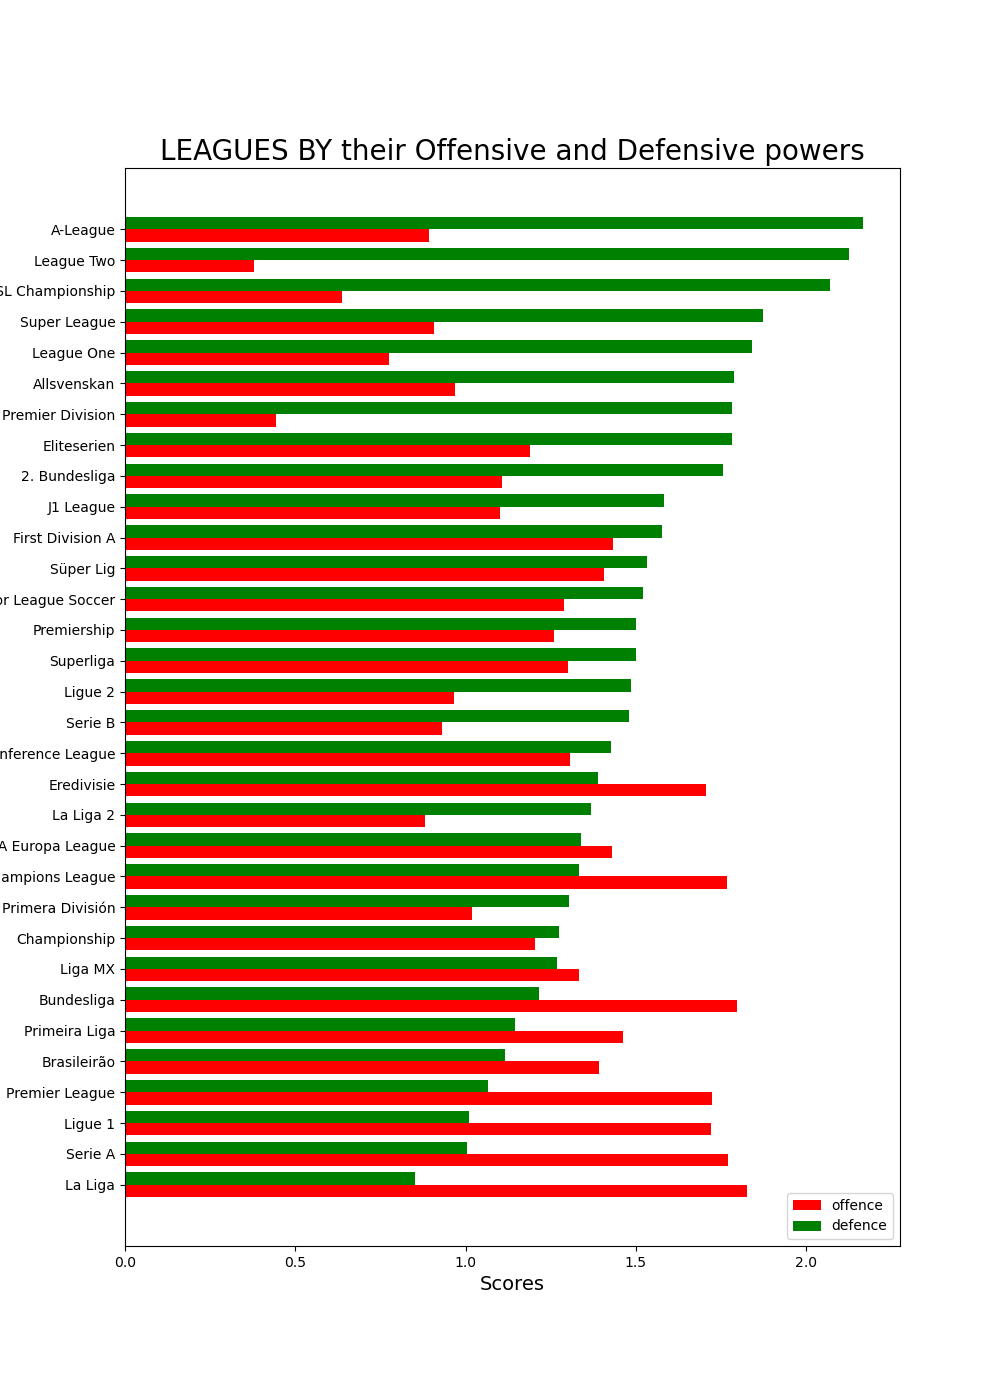 LEAGUES BY their Offensive and Defensive powers
A-League
League Two
SL Championship
Super League
League One
Allsvenskan
Premier Division
Eliteserien
2. Bundesliga
J1 League
First Division A
Süper Lig
or League Soccer
Premiership
Superliga
Ligue 2
Serie B
nference League
Eredivisie
La Liga 2
A Europa League
ampions League
Primera División
Championship
Liga MX
Bundesliga
Primeira Liga
Brasileirão
Premier League
Ligue 1
Serie A
La Liga
offence
defence
0.0 0.5 1.0 1.5 2.0
Scores